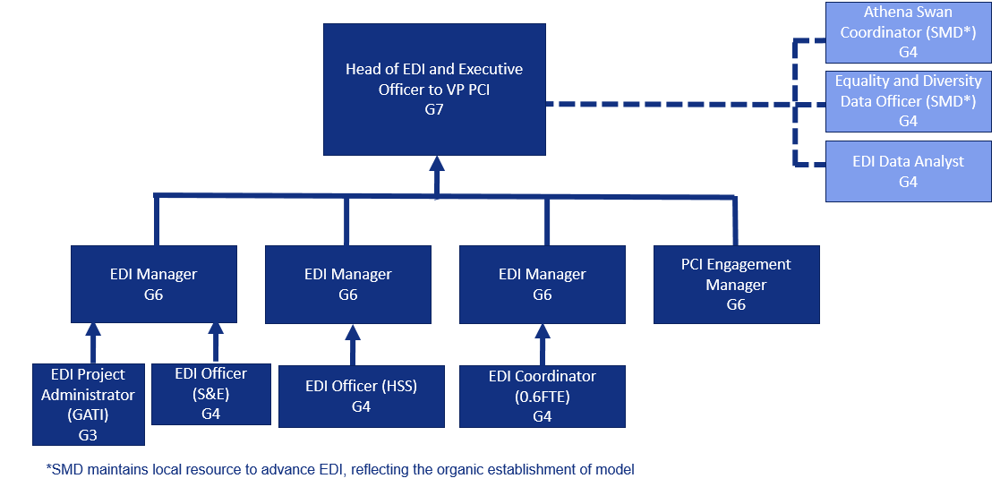 Athena Swan
Coordinator (SMD*)
G4
Head of EDI and Executive
Officer to VP PCI
G7
Equality and Diversity
Data Officer (SMD*)
G4
EDI Data Analyst
G4
EDI Manager
G6
EDI Manager
G6
EDI Manager
G6
PCI Engagement
Manager
G6
EDI Project
Administrator
(GATI)
G3
EDI Officer
(S&E)
G4
EDI Officer (HSS)
G4
EDI Coordinator
(0.6FTE)
G4
*SMD maintains local resource to advance EDI, reflecting the organic establishment of model